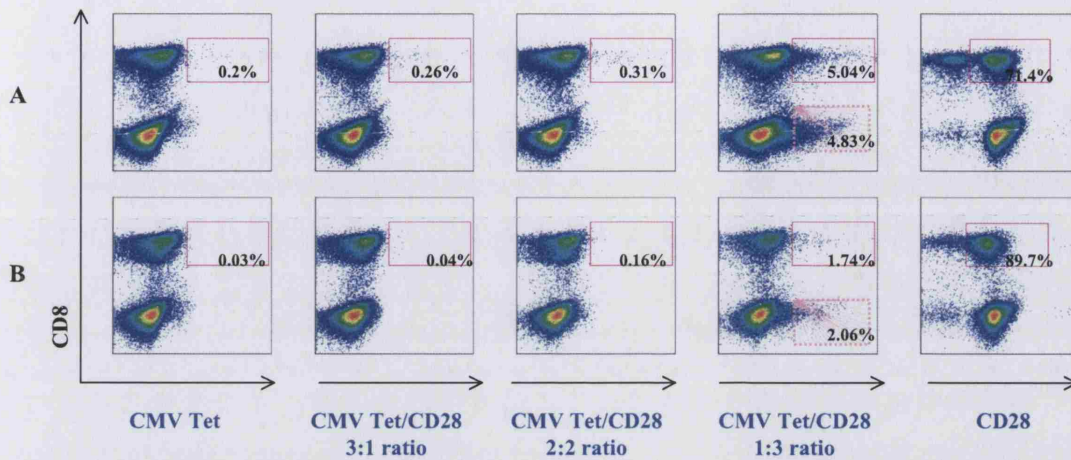 A
0.2%
0.26%
0.31%
5.04%
4.83%
71.4%
B
0.03%
0.04%
0.16%
1.74%
2.06%
89.7%
CD8
CMV Tet
CMV Tet/CD28
3:1 ratio
CMV Tet/CD28
2:2 ratio
CMV Tet/CD28
1:3 ratio
CD28